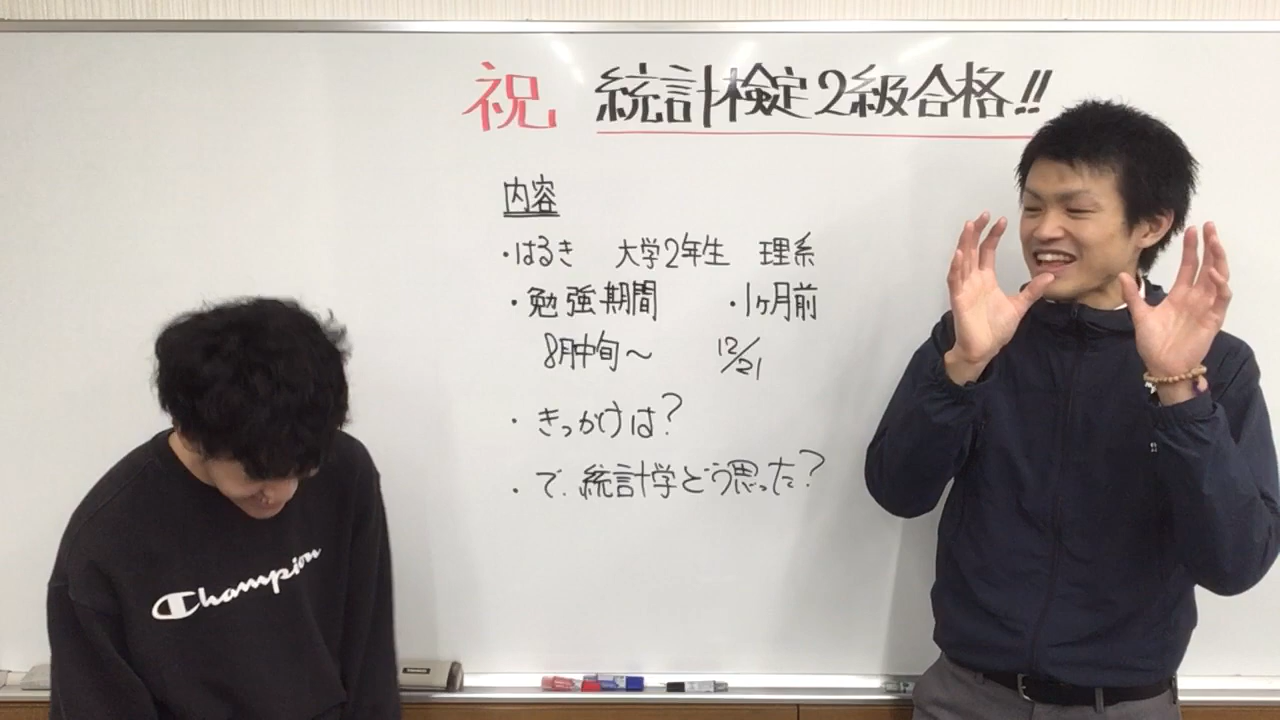 祝 統計検定2級合格!!
内容
・はるき 大学2年生 理系
・勉強期間 ・1ヶ月前
8月中旬〜 12/21
・きっかけは?
・で、統計学どう思った?
Champion